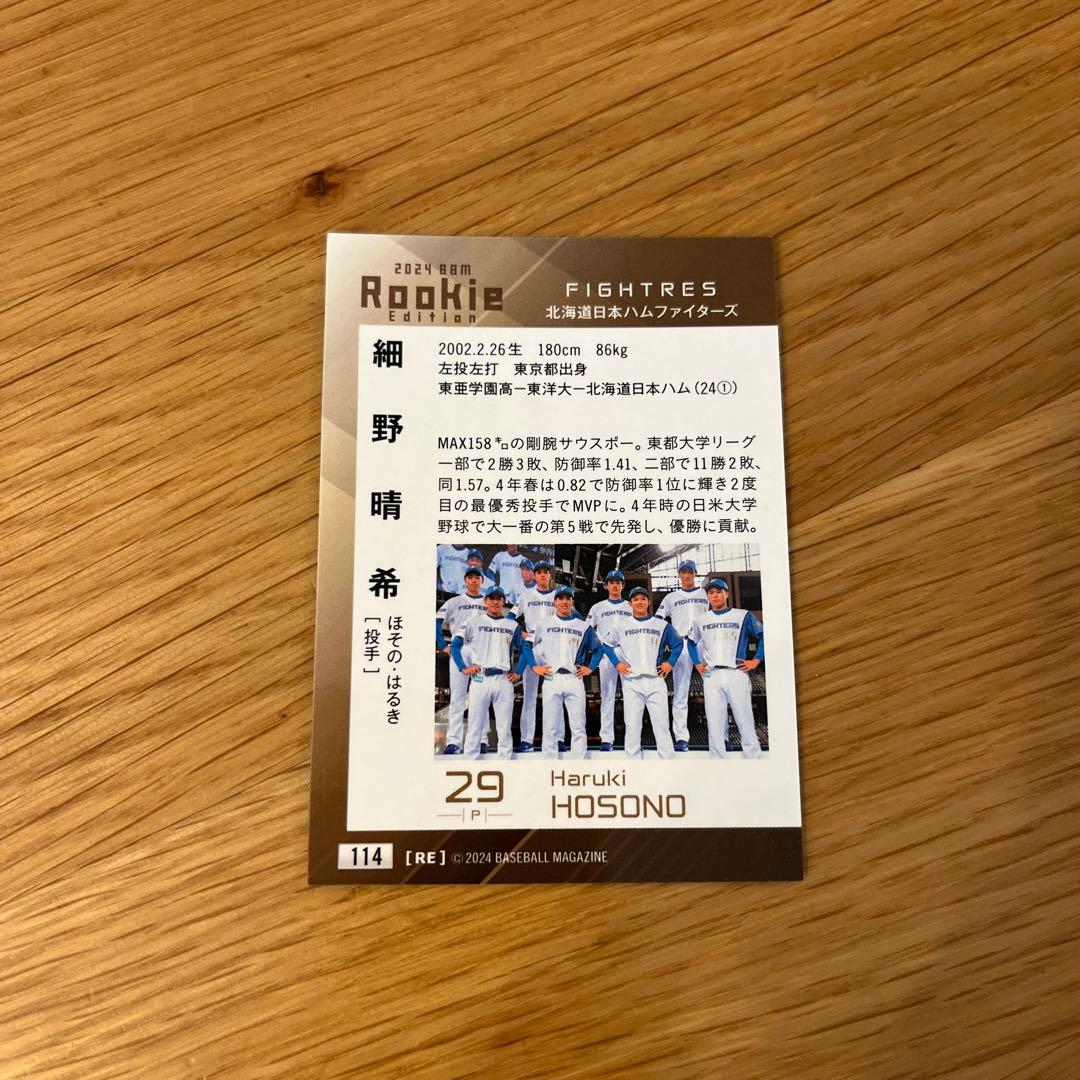 2024 BBM
Rookie
Edition
FIGHTRES
北海道日本ハムファイターズ
細野晴希
ほその・はるき
[投手]
2002.2.26生 180cm 86kg
左投左打 東京都出身
東亜学園高－東洋大－北海道日本ハム(24①)
MAX158㌔の剛腕サウスポー。東都大学リーグ
一部で2勝3敗、防御率1.41、二部で11勝2敗、
同1.57。4年春は0.82で防御率1位に輝き2度
目の最優秀投手でMVPに。4年時の日米大学
野球で大一番の第5戦で先発し、優勝に貢献。
FIGHTERS
FIGHTERS
FIGHTERS
FIGHTERS
29
P
Haruki
HOSONO
114
[RE] © 2024 BASEBALL MAGAZINE